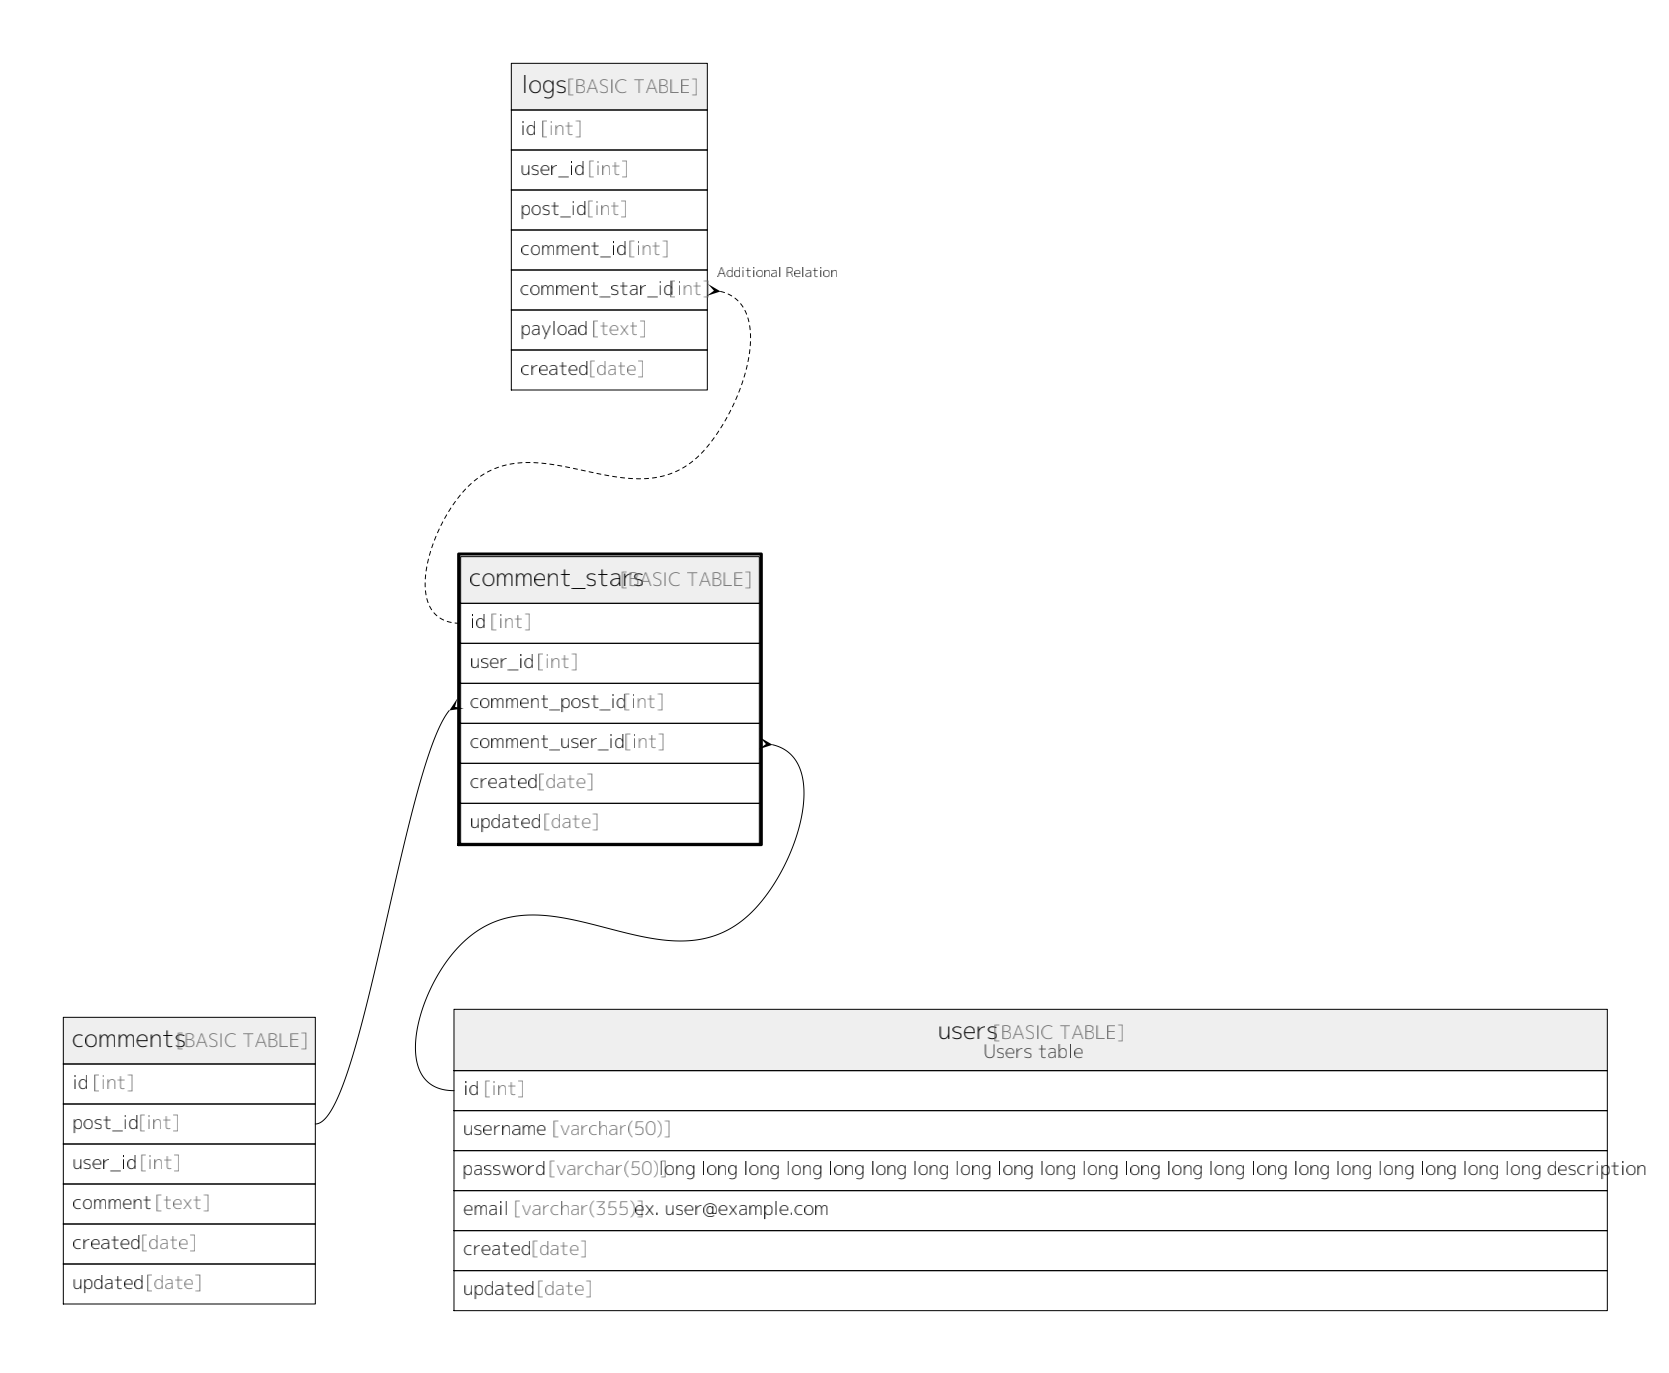 logs [BASIC TABLE]
id [int]
user_id [int]
post_id [int]
comment_id [int]
Additional Relation
comment_star_id [int]
payload [text]
created [date]
comment_stars [BASIC TABLE]
id [int]
user_id [int]
comment_post_id [int]
comment_user_id [int]
created [date]
updated [date]
comments [BASIC TABLE]
id [int]
post_id [int]
user_id [int]
comment [text]
created [date]
updated [date]
users [BASIC TABLE]
Users table
id [int]
username [varchar(50)]
password [varchar(50)] long long long long long long long long long long long long long long long long long long long long long description
email [varchar(355)] ex. user@example.com
created [date]
updated [date]